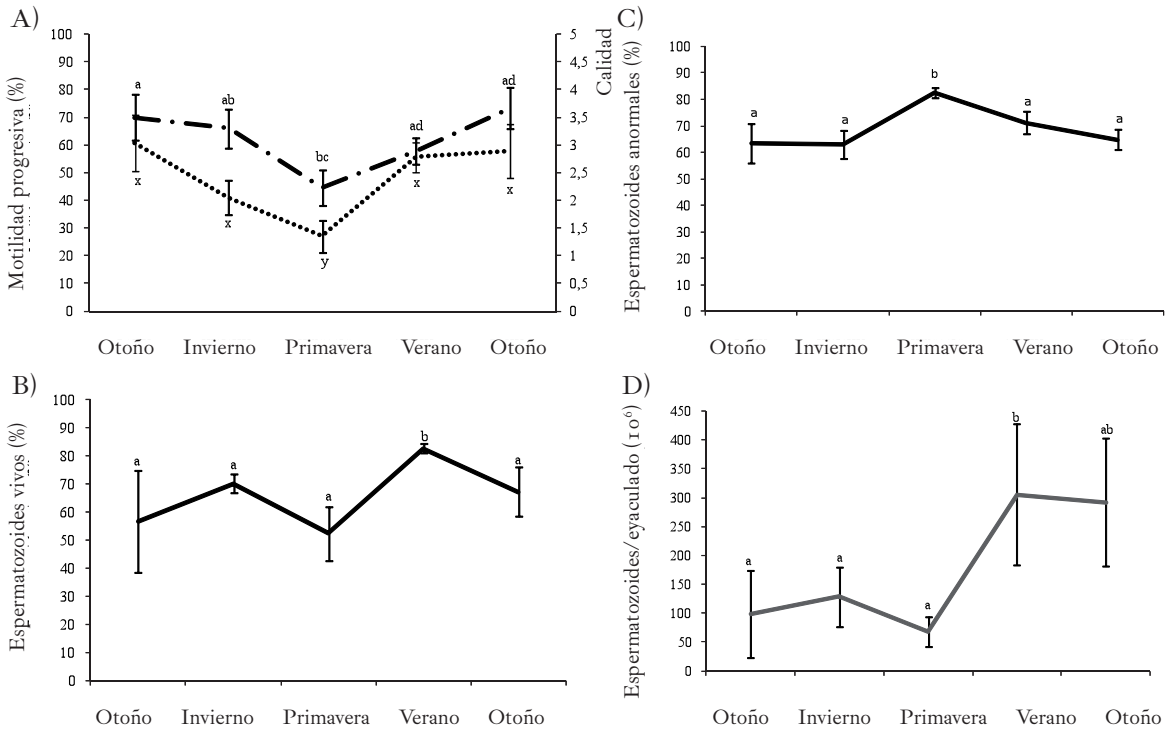 A)
Motilidad progresiva (%)
100
90
80
70
60
50
40
30
20
10
0
a
ab
bc
ad
ad
x
x
y
x
x
5
4,5
4
3,5
3
2,5
2
1,5
1
0,5
0
Calidad
Otoño Invierno Primavera Verano Otoño
C)
Espermatozoides anormales (%)
100
90
80
70
60
50
40
30
20
10
0
a
a
b
a
a
Otoño Invierno Primavera Verano Otoño
B)
Espermatozoides vivos (%)
100
90
80
70
60
50
40
30
20
10
0
a
a
a
b
a
Otoño Invierno Primavera Verano Otoño
D)
Espermatozoides/eyaculado (10⁶)
450
400
350
300
250
200
150
100
50
0
a
a
a
b
ab
Otoño Invierno Primavera Verano Otoño